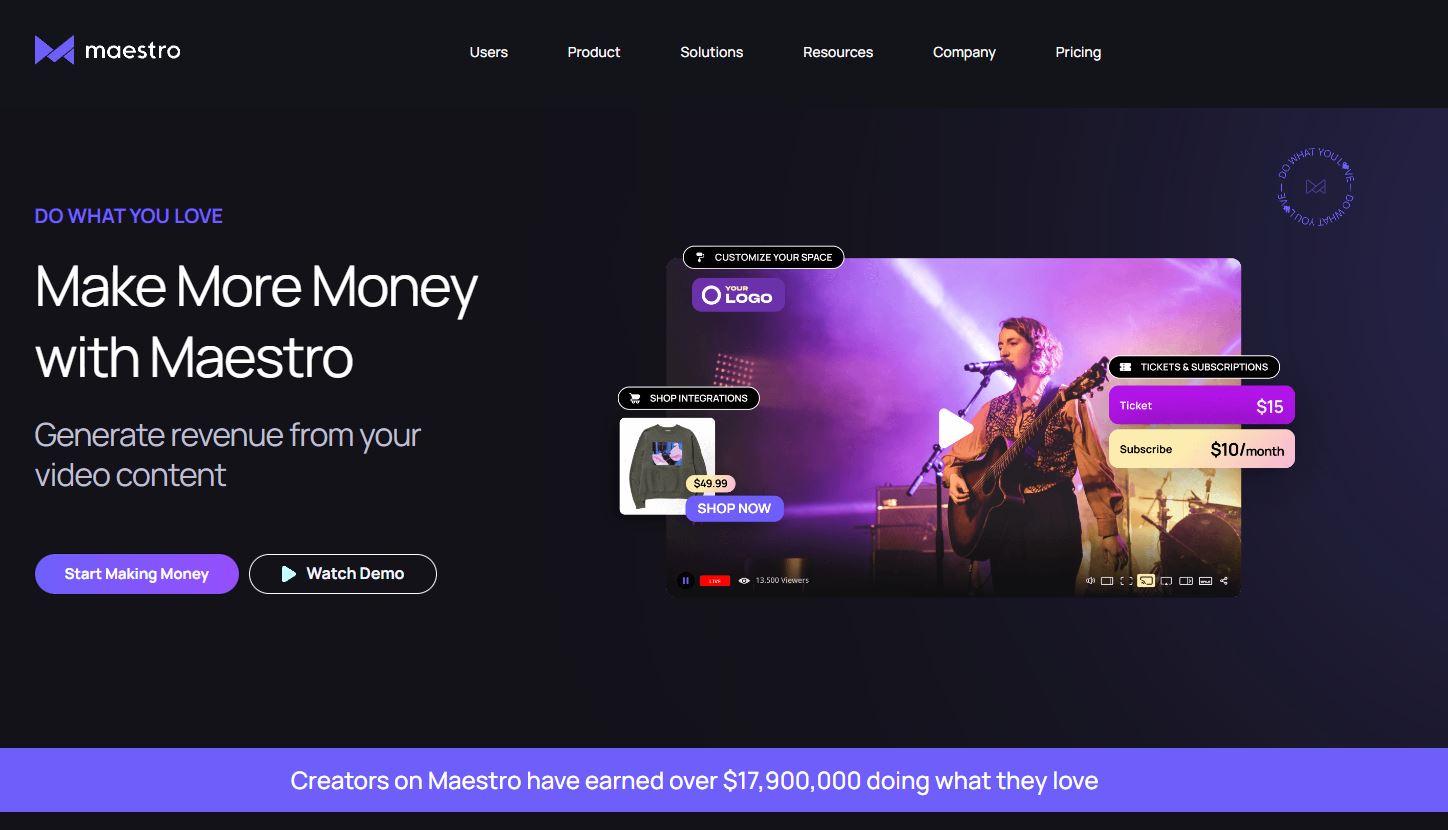 maestro
Users
Product
Solutions
Resources
Company
Pricing
DO WHAT YOU LOVE — DO WHAT YOU LOVE —
DO WHAT YOU LOVE
Make More Money
with Maestro
Generate revenue from your
video content
Start Making Money
Watch Demo
CUSTOMIZE YOUR SPACE
YOUR
LOGO
TICKETS & SUBSCRIPTIONS
Ticket
$15
Subscribe
$10/month
SHOP INTEGRATIONS
$49.99
SHOP NOW
LIVE
13.500 Viewers
Creators on Maestro have earned over $17,900,000 doing what they love